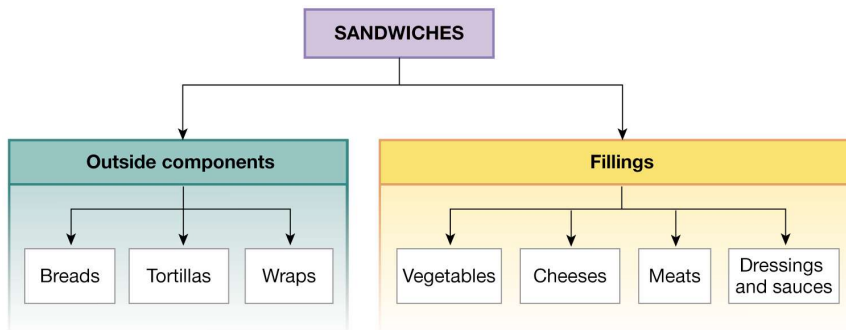 SANDWICHES
Outside components
Fillings
Breads
Tortillas
Wraps
Vegetables
Cheeses
Meats
Dressings
and sauces